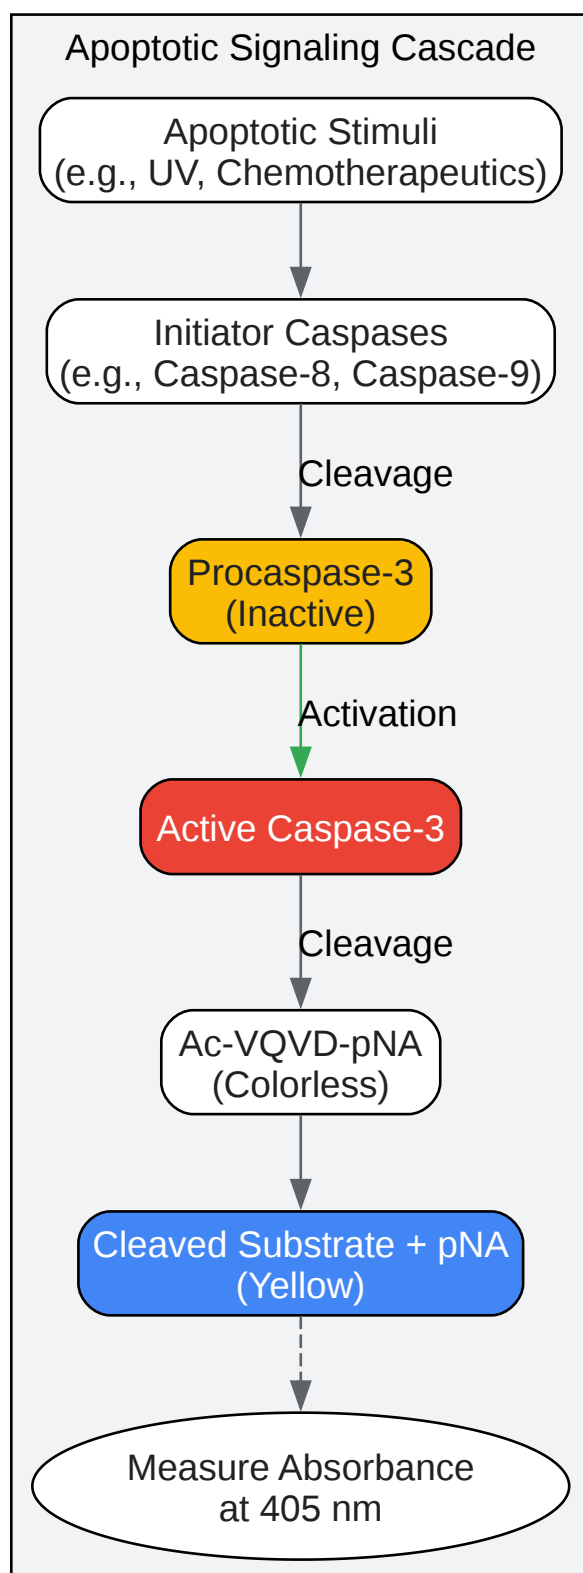 Apoptotic Signaling Cascade
Apoptotic Stimuli
(e.g., UV, Chemotherapeutics)
Initiator Caspases
(e.g., Caspase-8, Caspase-9)
Cleavage
Procaspase-3
(Inactive)
Activation
Active Caspase-3
Cleavage
Ac-VQVD-pNA
(Colorless)
Cleaved Substrate + pNA
(Yellow)
Measure Absorbance
at 405 nm